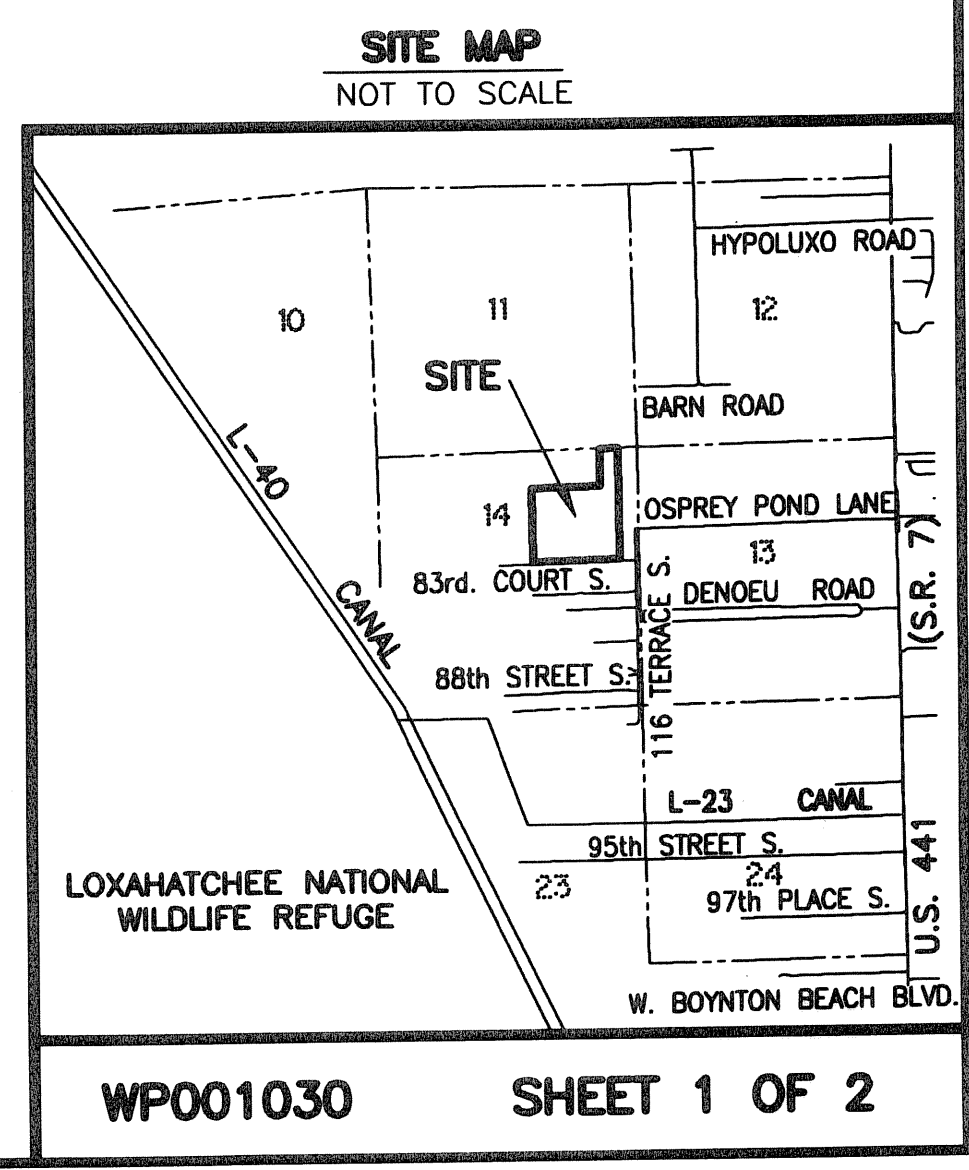 SITE MAP
NOT TO SCALE
HYPOLUXO ROAD
10
11
12
SITE
BARN ROAD
L-40
CANAL
14
OSPREY POND LANE
13
83rd. COURT S.
DENOEU ROAD
(S.R. 7)
116 TERRACE S.
88th STREET S.
L-23 CANAL
95th STREET S.
U.S. 441
LOXAHATCHEE NATIONAL
WILDLIFE REFUGE
23
24
97th PLACE S.
W. BOYNTON BEACH BLVD.
WP001030
SHEET 1 OF 2